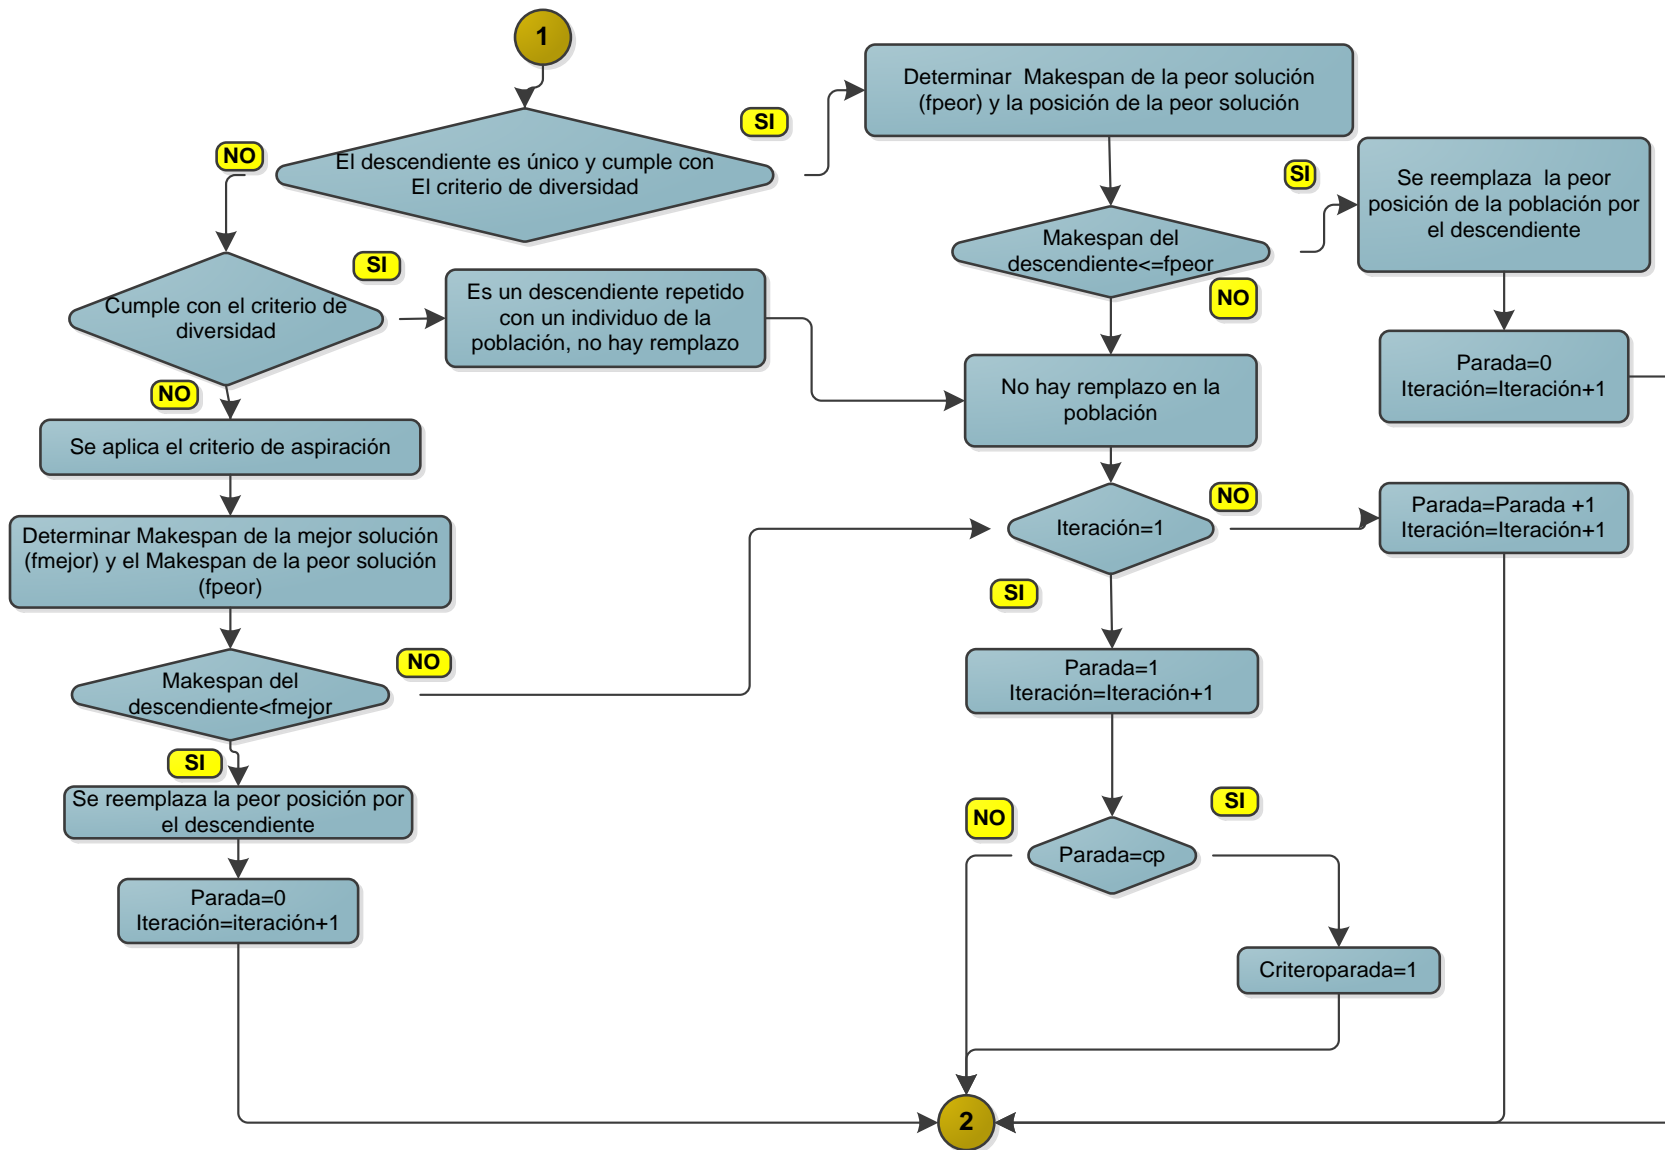 1
El descendiente es único y cumple con
El criterio de diversidad
SI
NO
Determinar Makespan de la peor solución
(fpeor) y la posición de la peor solución
Makespan del
descendiente<=fpeor
SI
NO
Se reemplaza la peor
posición de la población por
el descendiente
Parada=0
Iteración=Iteración+1
Cumple con el criterio de
diversidad
SI
NO
Es un descendiente repetido
con un individuo de la
población, no hay remplazo
No hay remplazo en la
población
Se aplica el criterio de aspiración
Determinar Makespan de la mejor solución
(fmejor) y el Makespan de la peor solución
(fpeor)
Iteración=1
NO
SI
Parada=Parada +1
Iteración=Iteración+1
Makespan del
descendiente<fmejor
NO
SI
Parada=1
Iteración=Iteración+1
Se reemplaza la peor posición por
el descendiente
Parada=0
Iteración=iteración+1
Parada=cp
NO
SI
Criteroparada=1
2